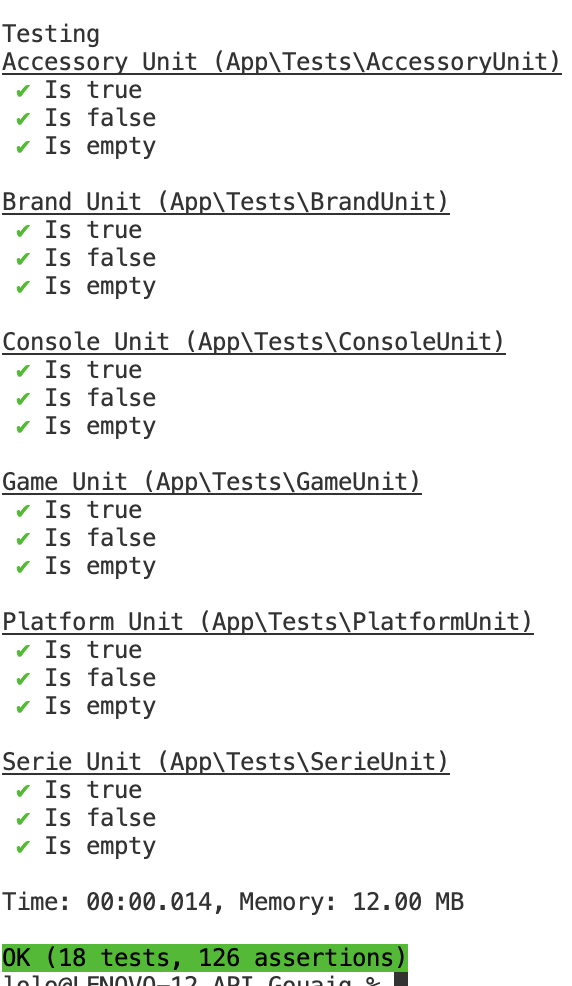 Testing
Accessory Unit (App\Tests\AccessoryUnit)
✔ Is true
✔ Is false
✔ Is empty
Brand Unit (App\Tests\BrandUnit)
✔ Is true
✔ Is false
✔ Is empty
Console Unit (App\Tests\ConsoleUnit)
✔ Is true
✔ Is false
✔ Is empty
Game Unit (App\Tests\GameUnit)
✔ Is true
✔ Is false
✔ Is empty
Platform Unit (App\Tests\PlatformUnit)
✔ Is true
✔ Is false
✔ Is empty
Serie Unit (App\Tests\SerieUnit)
✔ Is true
✔ Is false
✔ Is empty
Time: 00:00.014, Memory: 12.00 MB
OK (18 tests, 126 assertions)
%